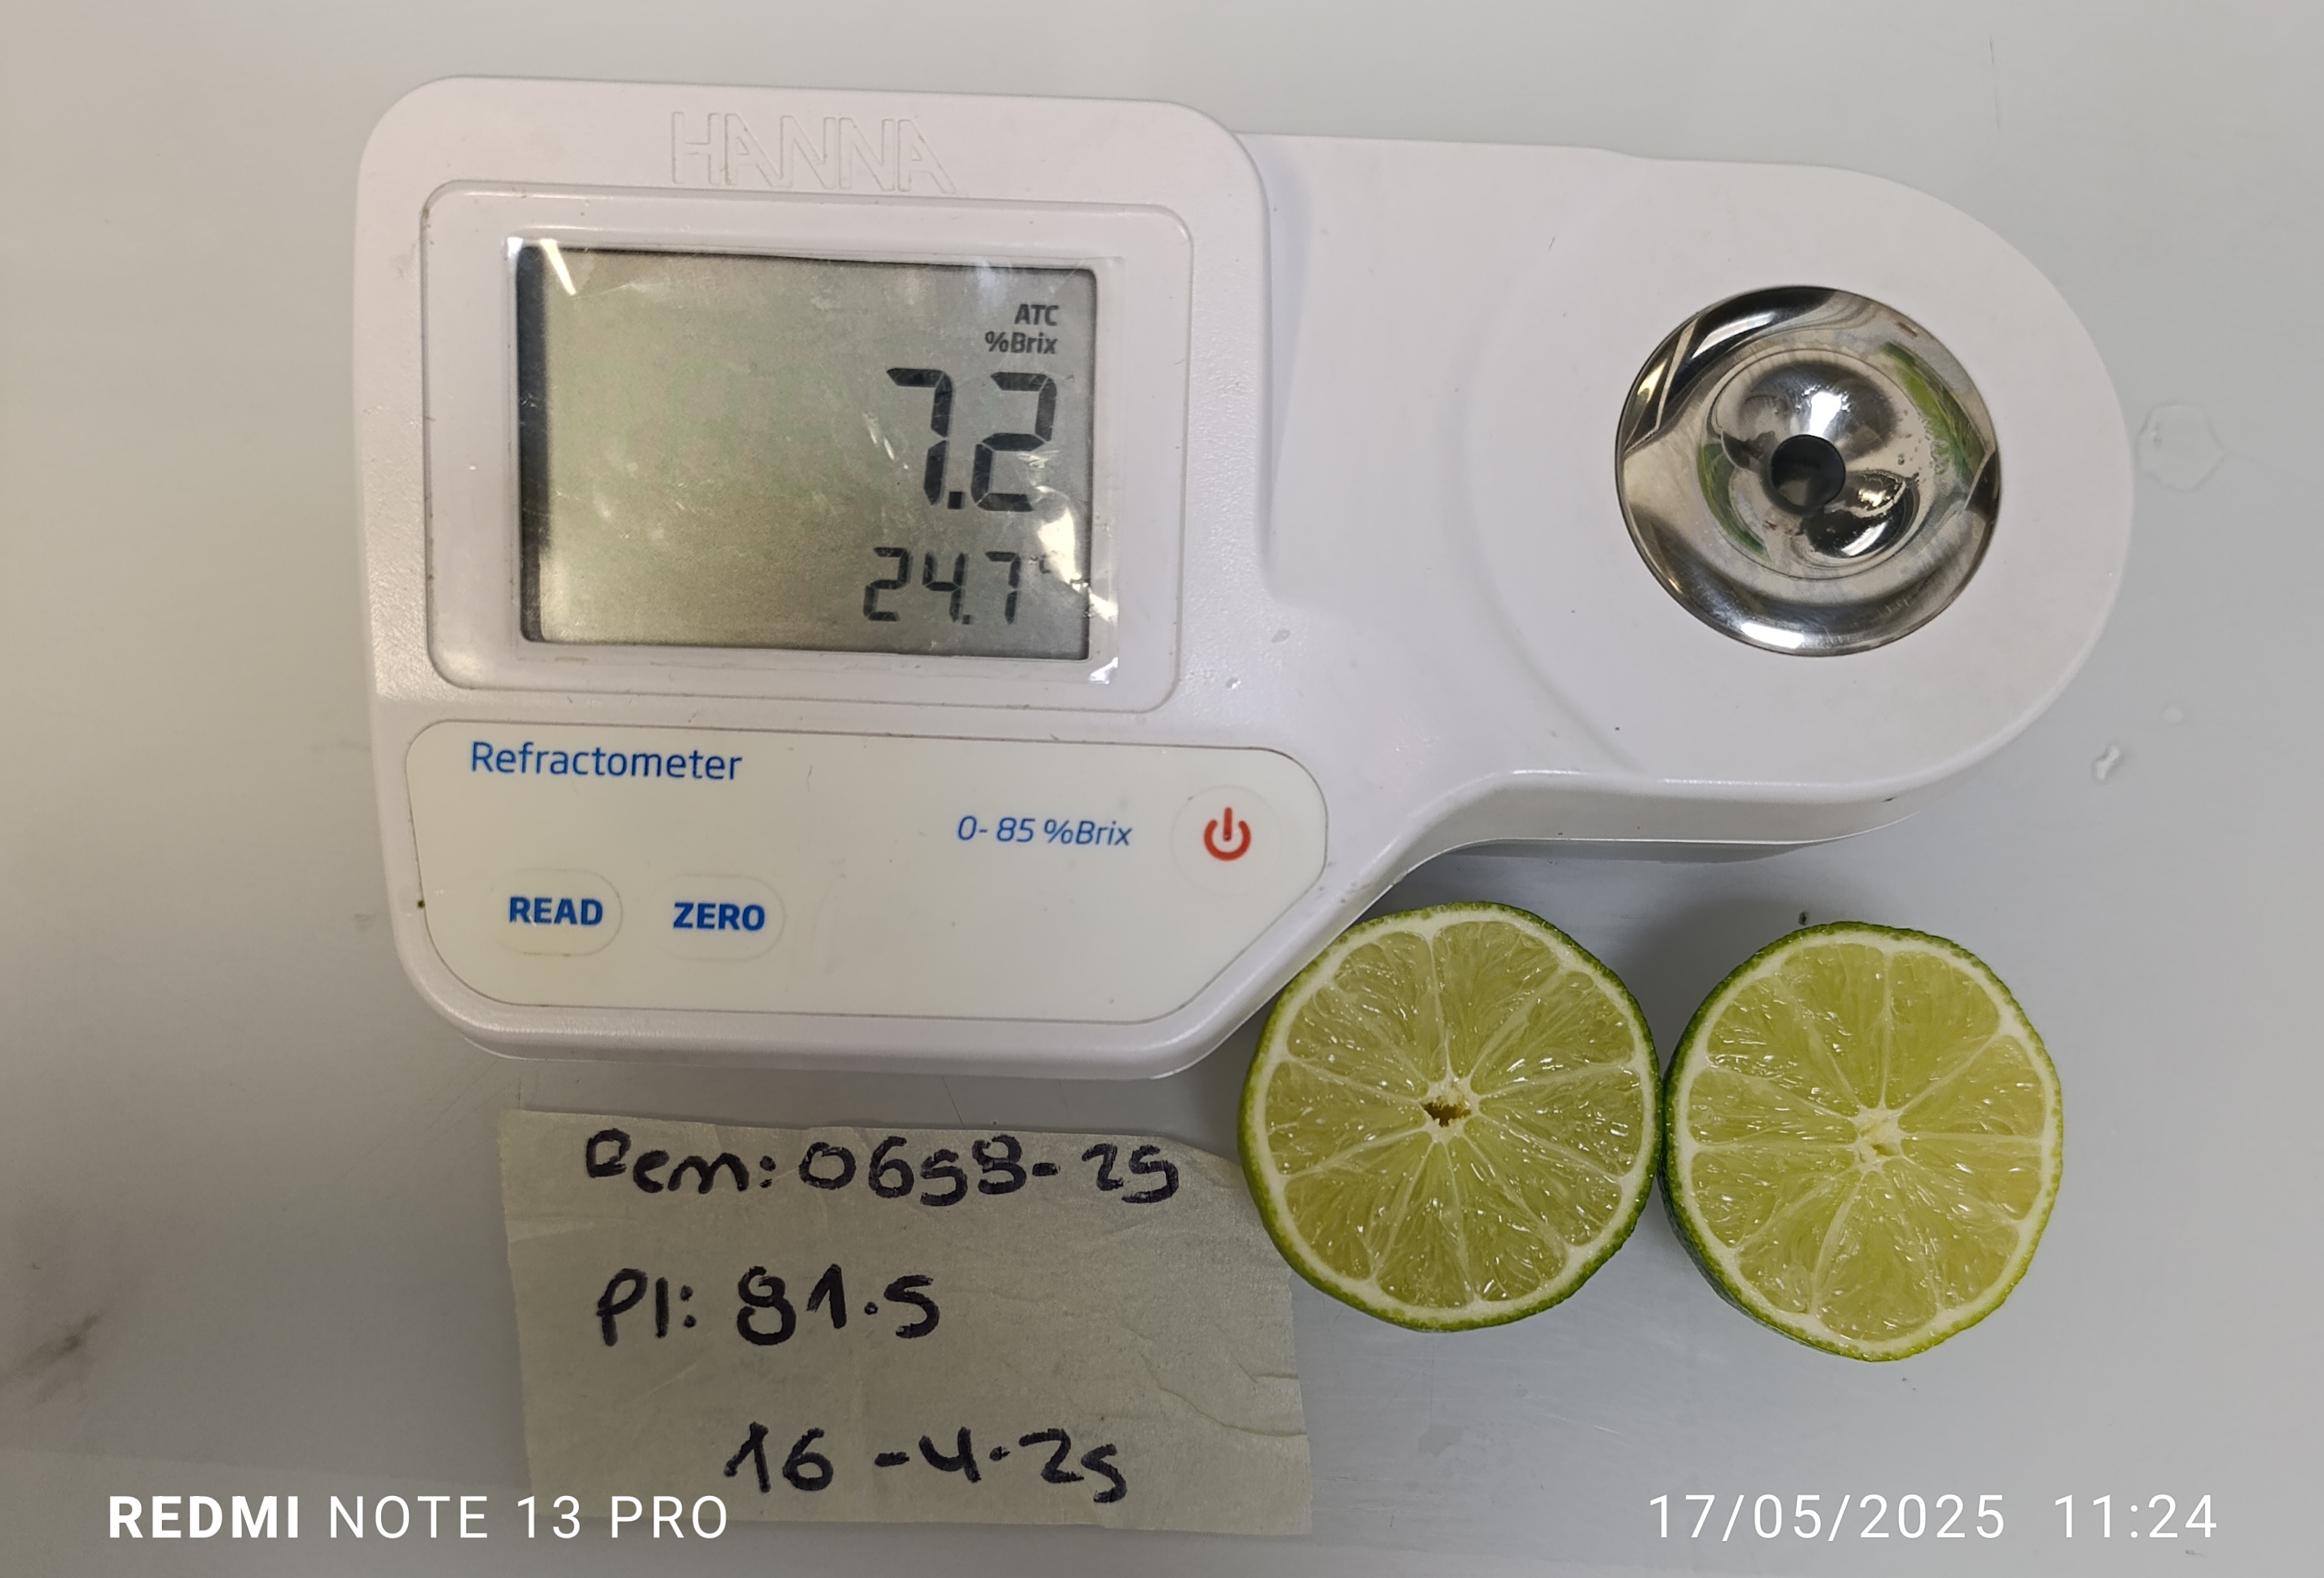 HANNA
ATC
%Brix
7.2
24.7°C
Refractometer
0-85 %Brix
READ ZERO
Rem: 0698-25
Pl: 81.5
16-4-25
REDMI NOTE 13 PRO
17/05/2025 11:24